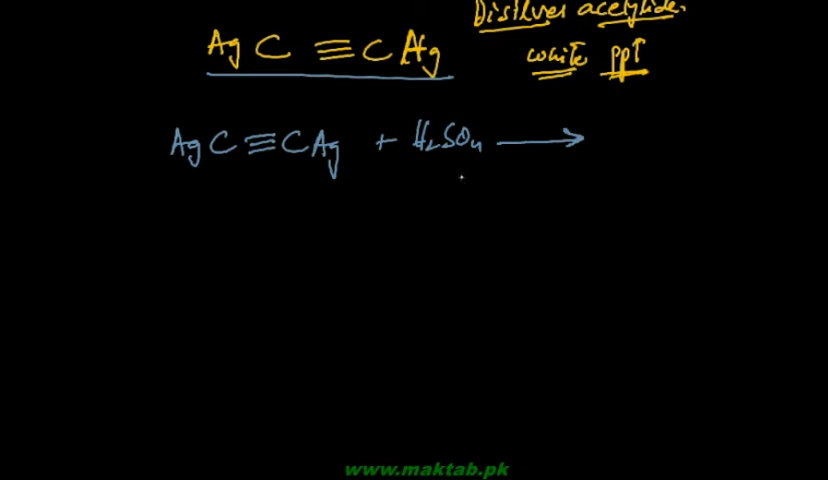 Disilver acetylide.
AgC≡CAg
white ppt
AgC≡CAg + H₂SO₄ ⟶
www.maktab.pk